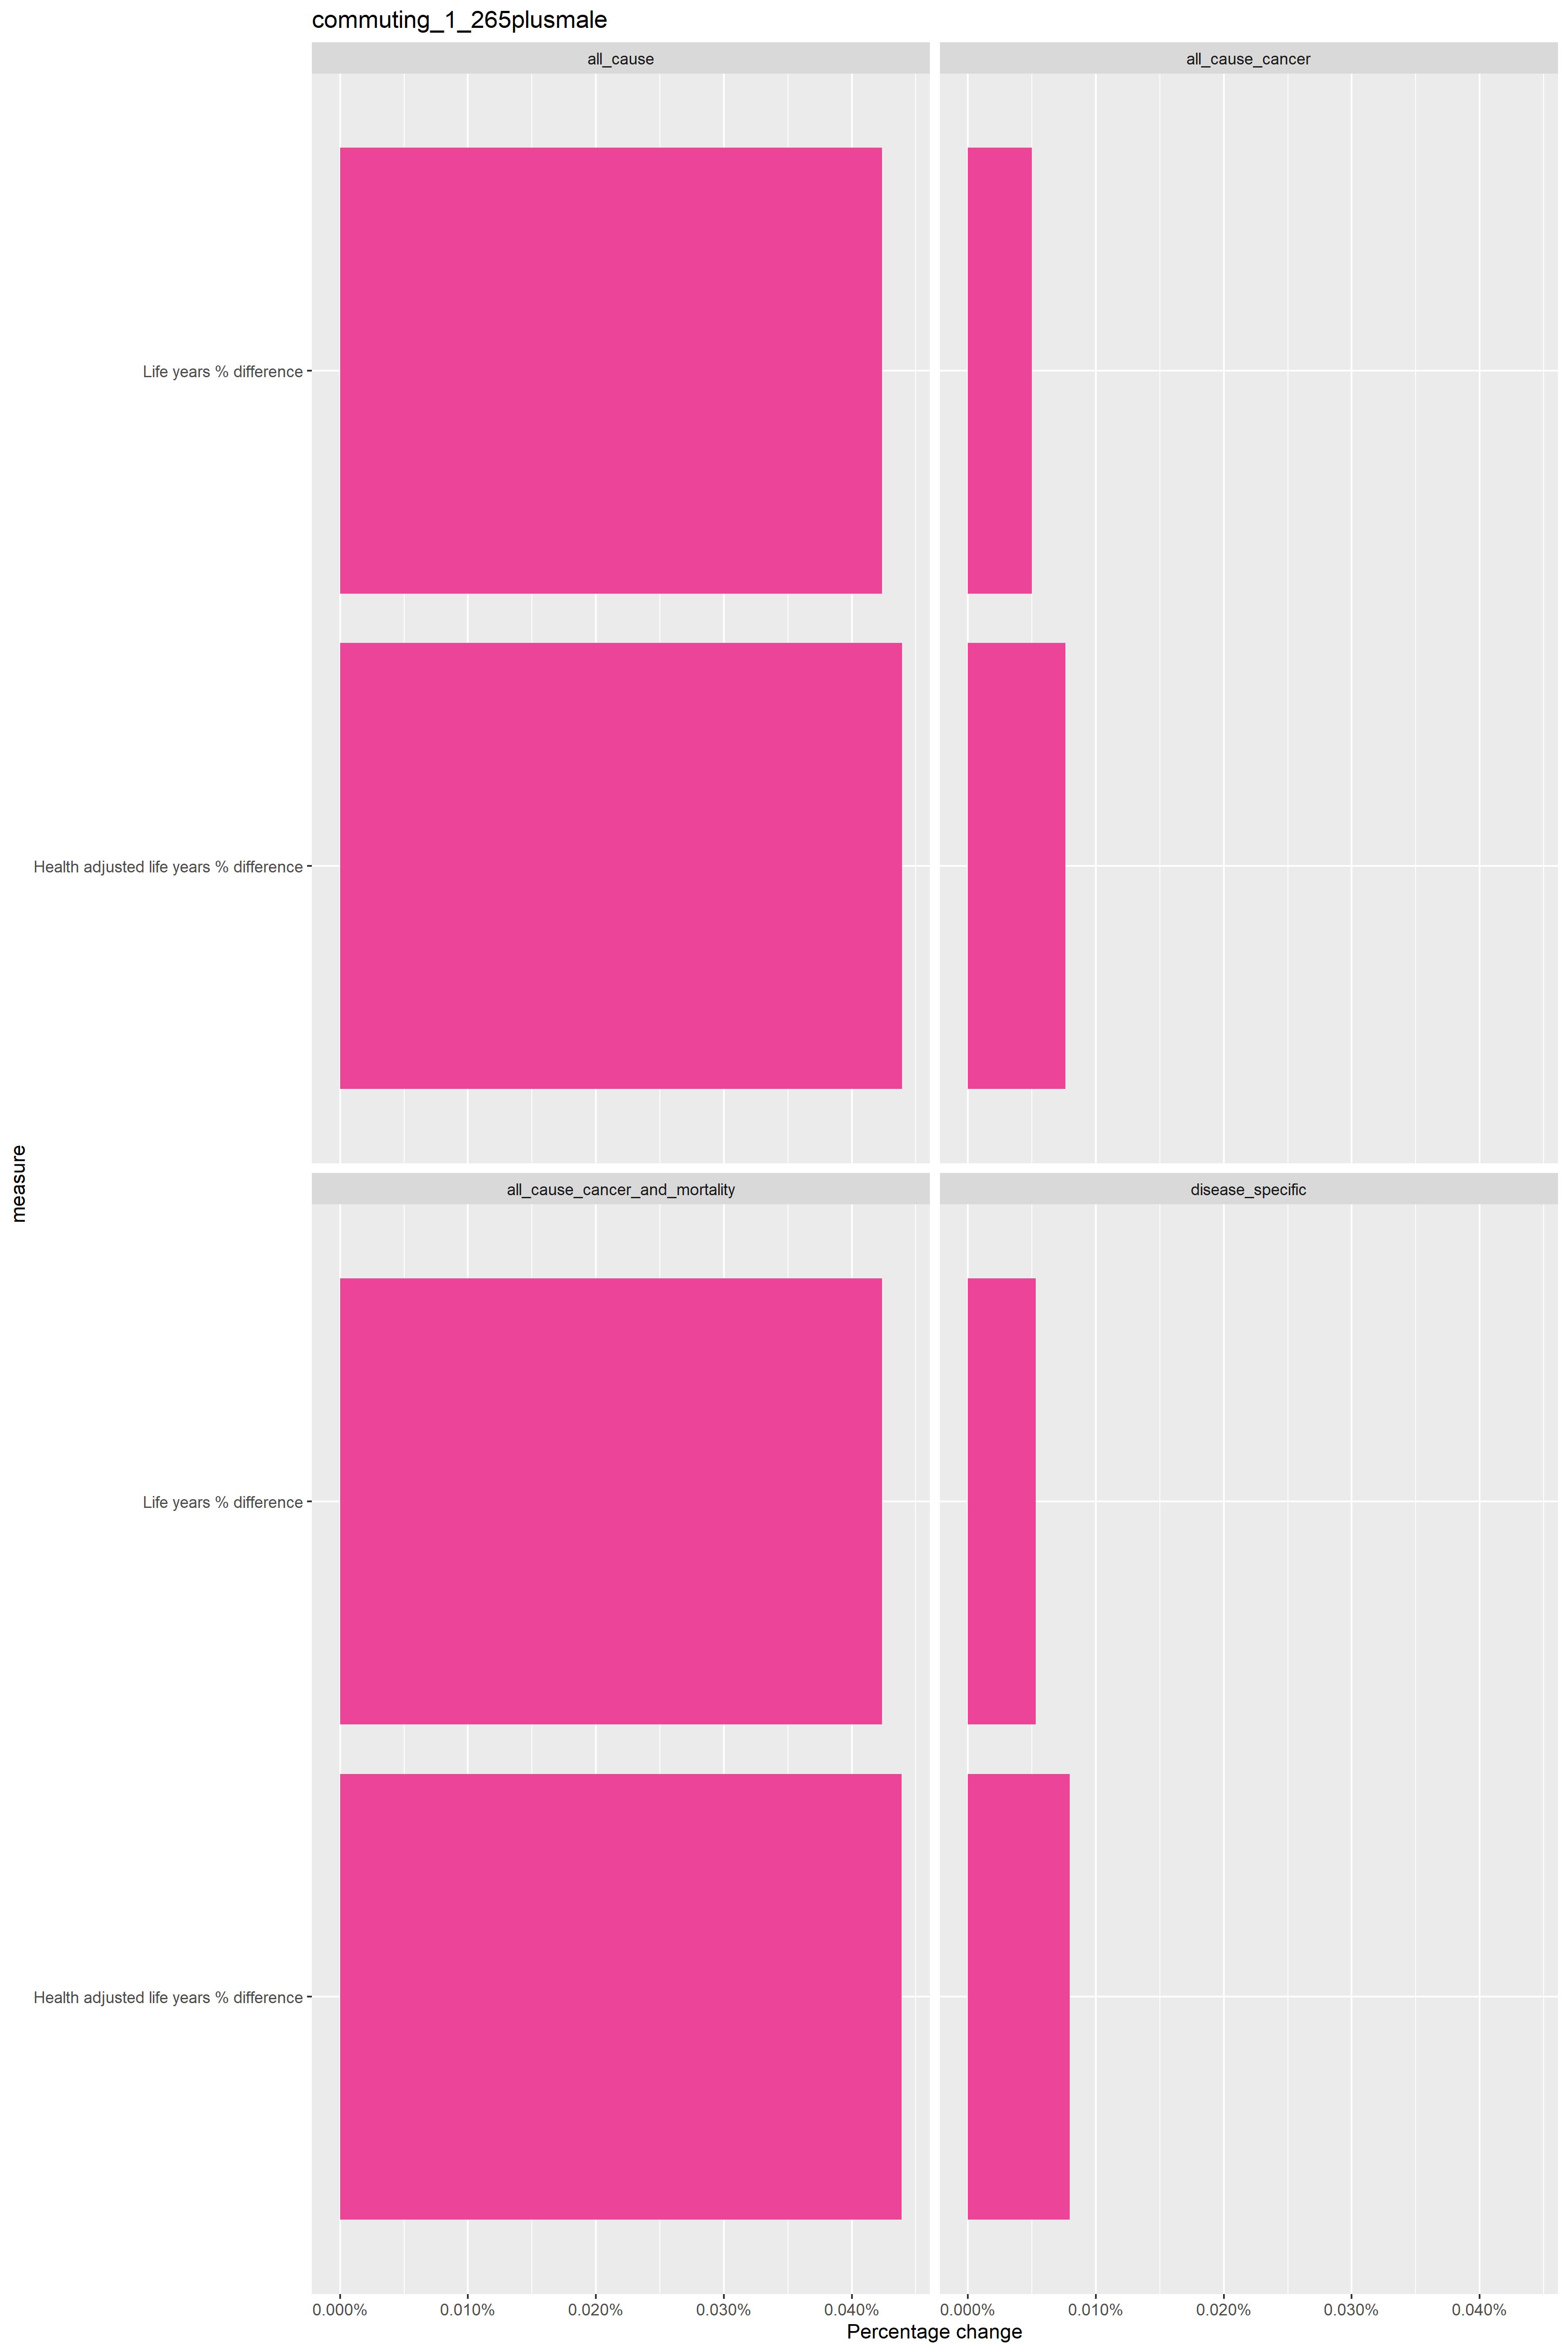 commuting_1_265plusmale
all_cause
all_cause_cancer
Life years % difference
Health adjusted life years % difference
measure
all_cause_cancer_and_mortality
disease_specific
Life years % difference
Health adjusted life years % difference
0.000% 0.010% 0.020% 0.030% 0.040% 0.000% 0.010% 0.020% 0.030% 0.040%
Percentage change